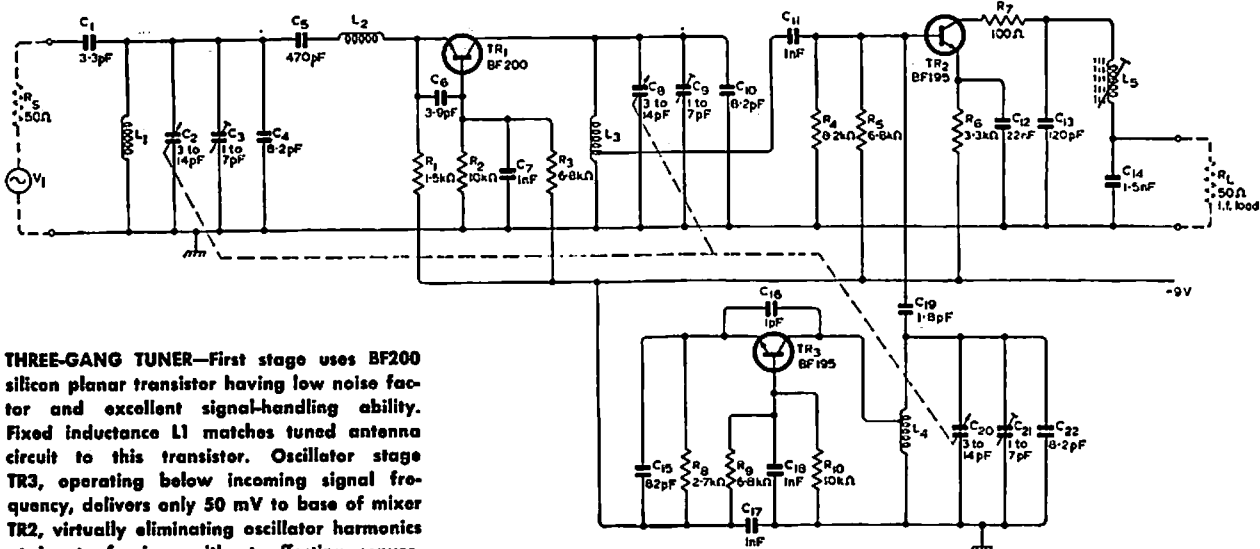 C1
3·3pF
C5
470pF
L2
TR1
BF200
C11
1nF
R7
100Ω
TR2
BF195
RS
50Ω
V1
L1
C2
3 to
14pF
C3
1 to
7pF
C4
8·2pF
C6
3·9pF
R1
1·5kΩ
R2
10kΩ
C7
1nF
R3
6·8kΩ
L3
C8
3 to
14pF
C9
1 to
7pF
C10
8·2pF
R4
8·2kΩ
R5
6·8kΩ
R6
3·3kΩ
C12
22nF
C13
120pF
L5
C14
1·5nF
RL
50Ω
i.f. load
-9V
C16
1pF
TR3
BF195
C19
1·8pF
C15
82pF
R8
2·7kΩ
R9
6·8kΩ
C18
1nF
R10
10kΩ
C17
1nF
L4
C20
3 to
14pF
C21
1 to
7pF
C22
8·2pF
THREE-GANG TUNER—First stage uses BF200
silicon planar transistor having low noise fac-
tor and excellent signal-handling ability.
Fixed inductance L1 matches tuned antenna
circuit to this transistor. Oscillator stage
TR3, operating below incoming signal fre-
quency, delivers only 50 mV to base of mixer
TR2, virtually eliminating oscillator harmonics